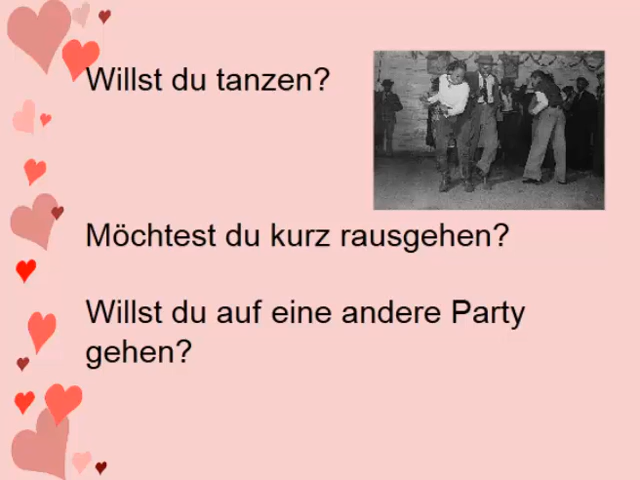 Willst du tanzen?
Möchtest du kurz rausgehen?
Willst du auf eine andere Party
gehen?